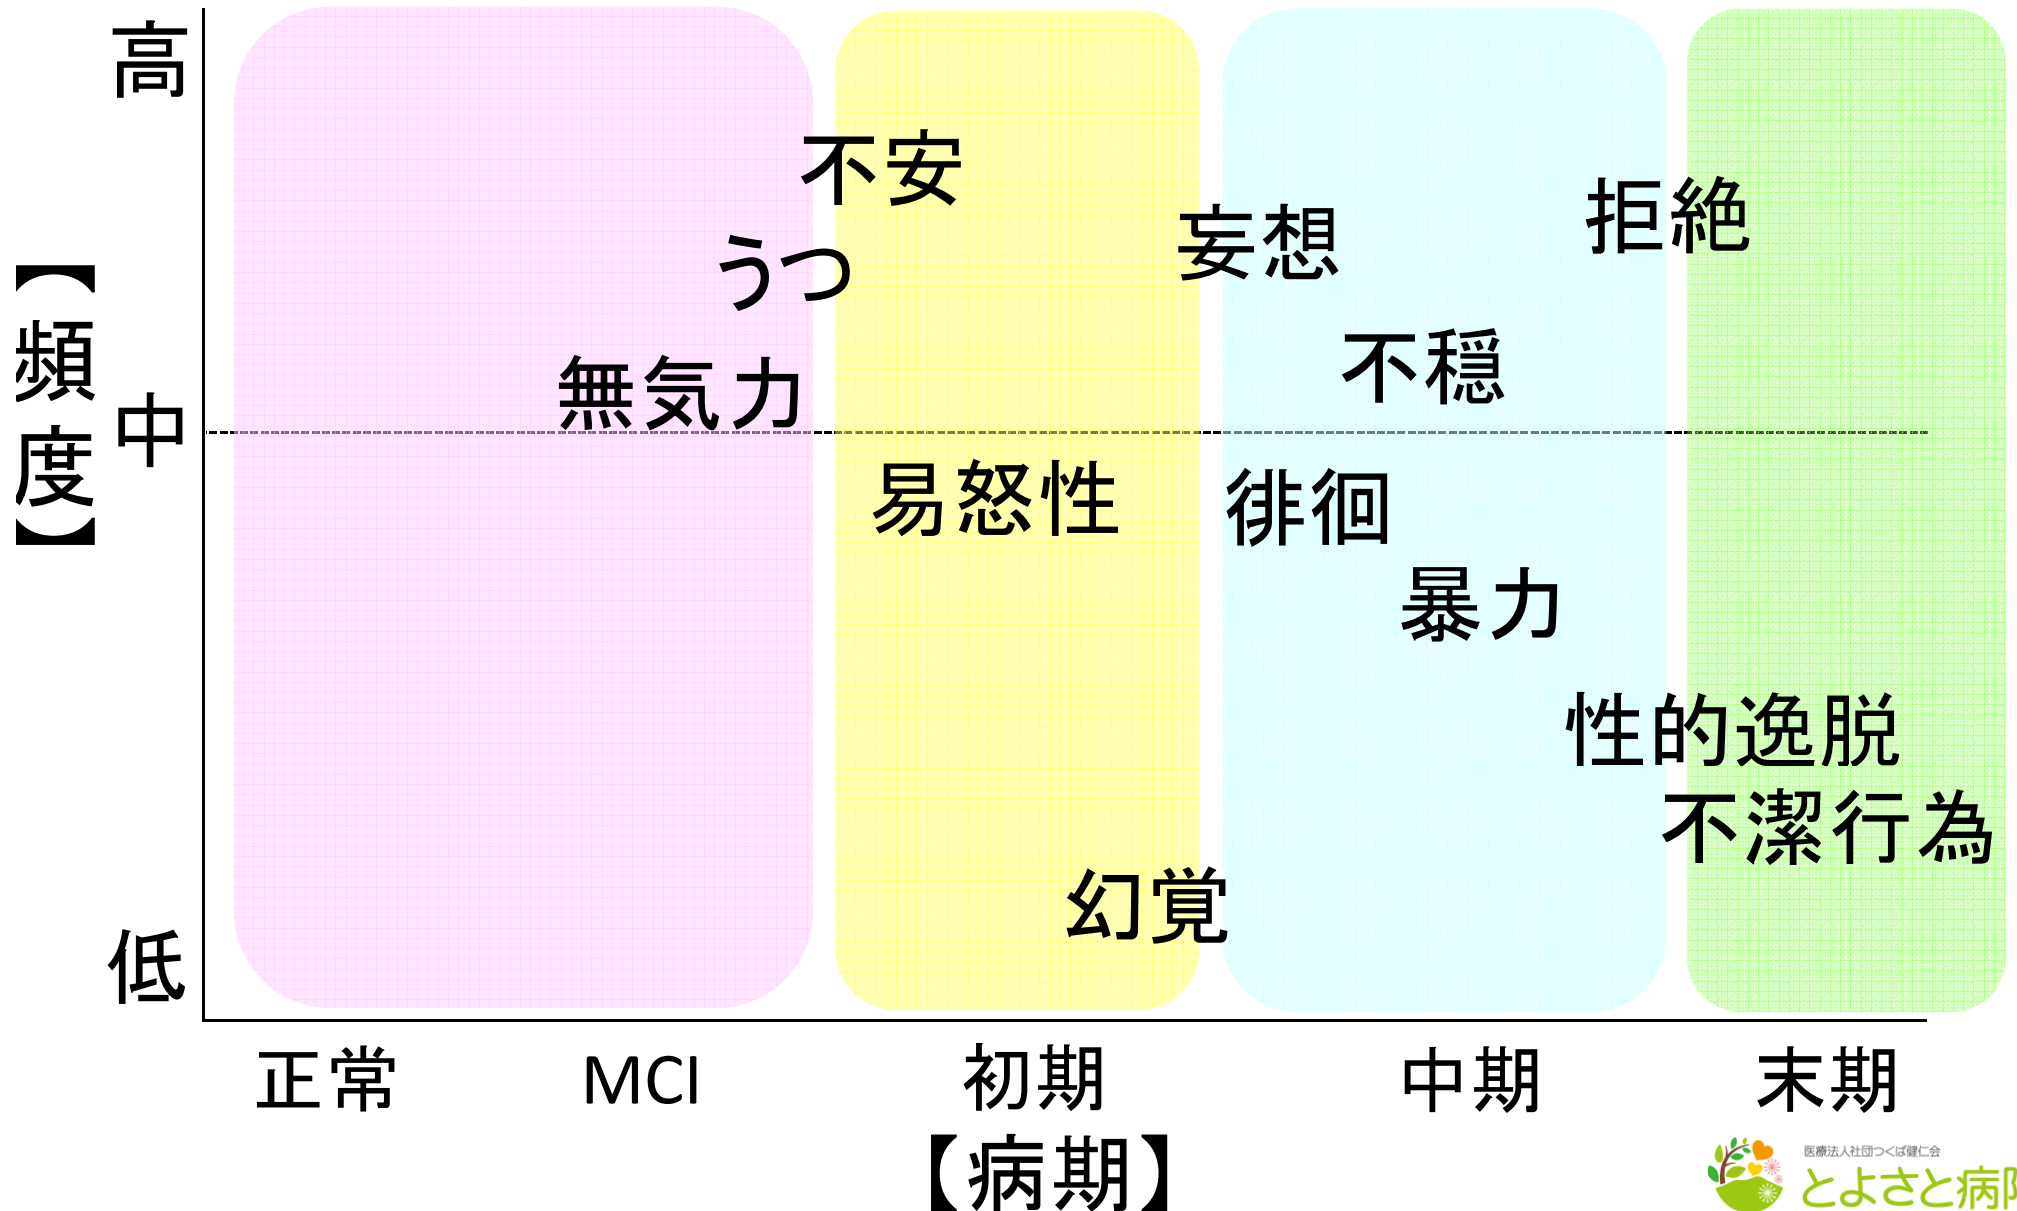 高
【頻度】
中
低
不安
うつ
無気力
妄想
拒絶
不穏
易怒性
徘徊
暴力
性的逸脱
不潔行為
幻覚
正常 MCI 初期 中期 末期
【病期】
医療法人社団つくば健仁会
とよさと病院